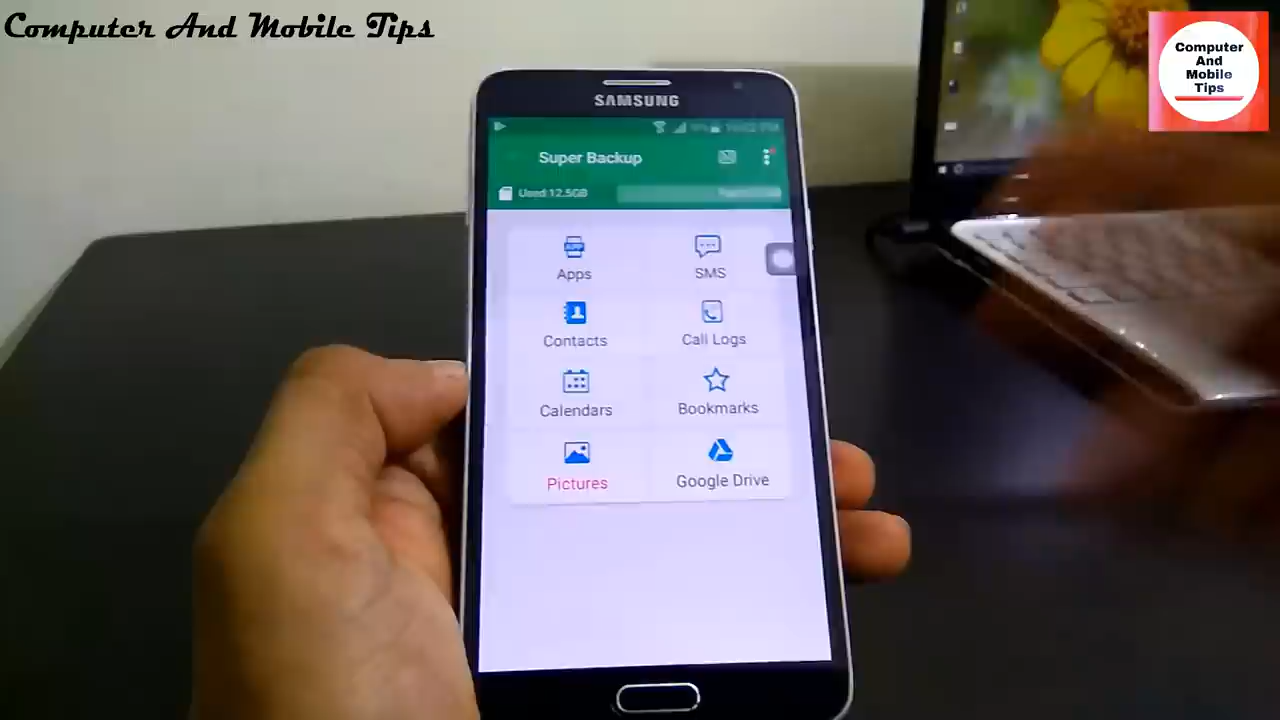 Computer And Mobile Tips
Computer
And
Mobile
Tips
SAMSUNG
Super Backup
Used 12.5GB
APP
Apps
SMS
Contacts
Call Logs
Calendars
Bookmarks
Pictures
Google Drive